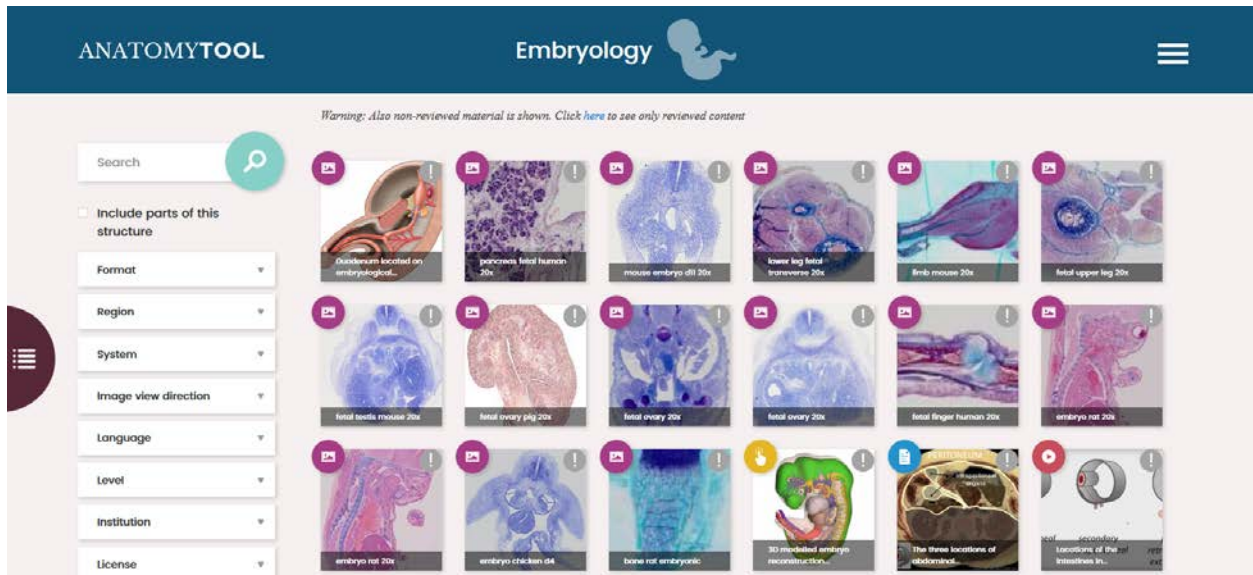 ANATOMYTOOL
Embryology
Warning: Also non-reviewed material is shown. Click here to see only reviewed content
Search
Include parts of this
structure
Format
Region
System
Image view direction
Language
Level
Institution
License
Duodenum located on
embryological...
pancreas fetal human
20x
mouse embryo d11 20x
lower leg fetal
transverse 20x
limb mouse 20x
fetal upper leg 20x
fetal testis mouse 20x
fetal ovary pig 20x
fetal ovary 20x
fetal ovary 20x
fetal finger human 20x
embryo rat 20x
embryo rat 20x
embryo chicken d4
bone rat embryonic
3D modelled embryo
reconstruction...
PERITONEUM
The three locations of
abdominal...
secondary
Locations of the
intestines in...